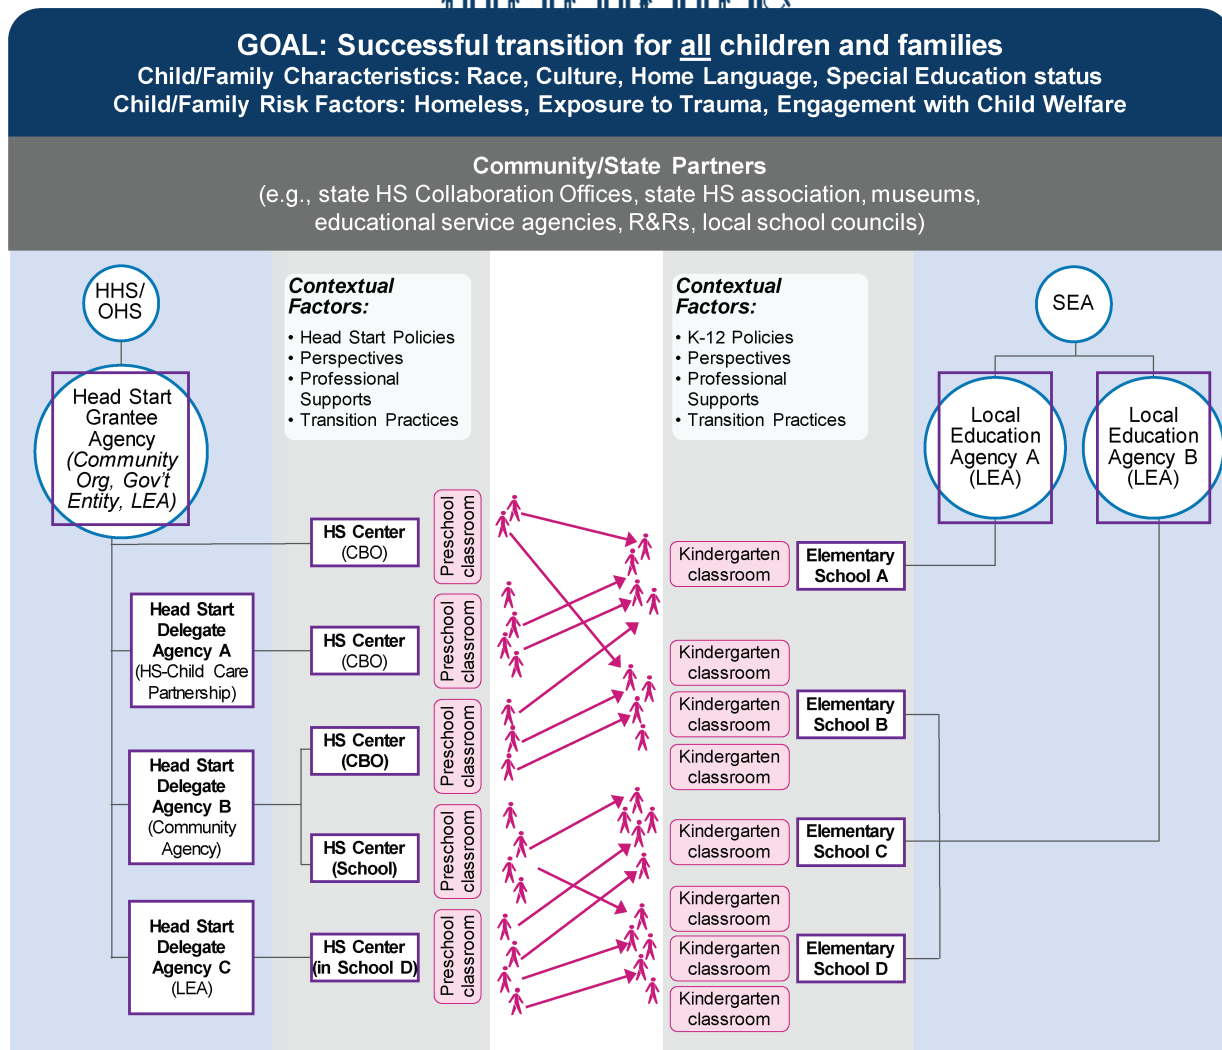 GOAL: Successful transition for all children and families
Child/Family Characteristics: Race, Culture, Home Language, Special Education status
Child/Family Risk Factors: Homeless, Exposure to Trauma, Engagement with Child Welfare
Community/State Partners
(e.g., state HS Collaboration Offices, state HS association, museums,
educational service agencies, R&Rs, local school councils)
HHS/
OHS
Head Start
Grantee
Agency
(Community
Org, Gov't
Entity, LEA)
Head Start
Delegate
Agency A
(HS-Child Care
Partnership)
Head Start
Delegate
Agency B
(Community
Agency)
Head Start
Delegate
Agency C
(LEA)
Contextual
Factors:
• Head Start Policies
• Perspectives
• Professional
Supports
• Transition Practices
HS Center
(CBO)
HS Center
(CBO)
HS Center
(CBO)
HS Center
(School)
HS Center
(in School D)
Preschool
classroom
Preschool
classroom
Preschool
classroom
Preschool
classroom
Preschool
classroom
Contextual
Factors:
• K-12 Policies
• Perspectives
• Professional
Supports
• Transition Practices
Kindergarten
classroom
Kindergarten
classroom
Kindergarten
classroom
Kindergarten
classroom
Kindergarten
classroom
Kindergarten
classroom
Kindergarten
classroom
Kindergarten
classroom
Elementary
School A
Elementary
School B
Elementary
School C
Elementary
School D
SEA
Local
Education
Agency A
(LEA)
Local
Education
Agency B
(LEA)